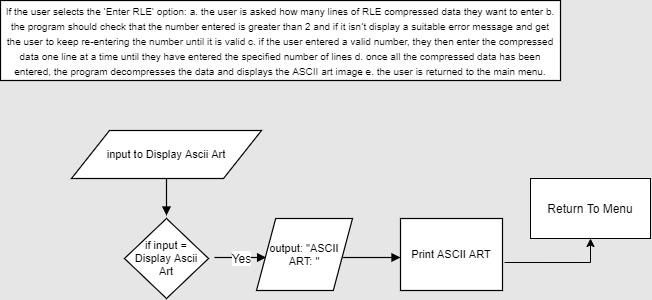 If the user selects the 'Enter RLE' option: a. the user is asked how many lines of RLE compressed data they want to enter b.
the program should check that the number entered is greater than 2 and if it isn't display a suitable error message and get
the user to keep re-entering the number until it is valid c. if the user entered a valid number, they then enter the compressed
data one line at a time until they have entered the specified number of lines d. once all the compressed data has been
entered, the program decompresses the data and displays the ASCII art image e. the user is returned to the main menu.
input to Display Ascii Art
if input =
Display Ascii
Art
Yes
output: "ASCII
ART: "
Print ASCII ART
Return To Menu